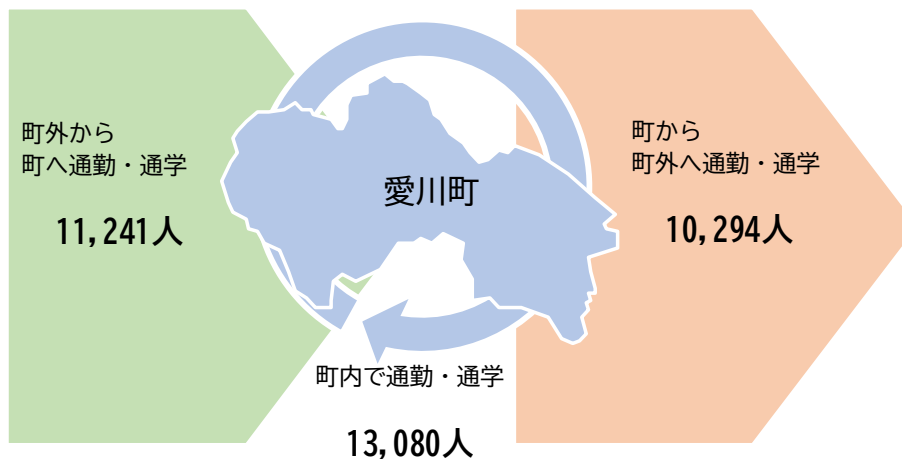 町外から
町へ通勤・通学
11,241人
愛川町
町から
町外へ通勤・通学
10,294人
町内で通勤・通学
13,080人